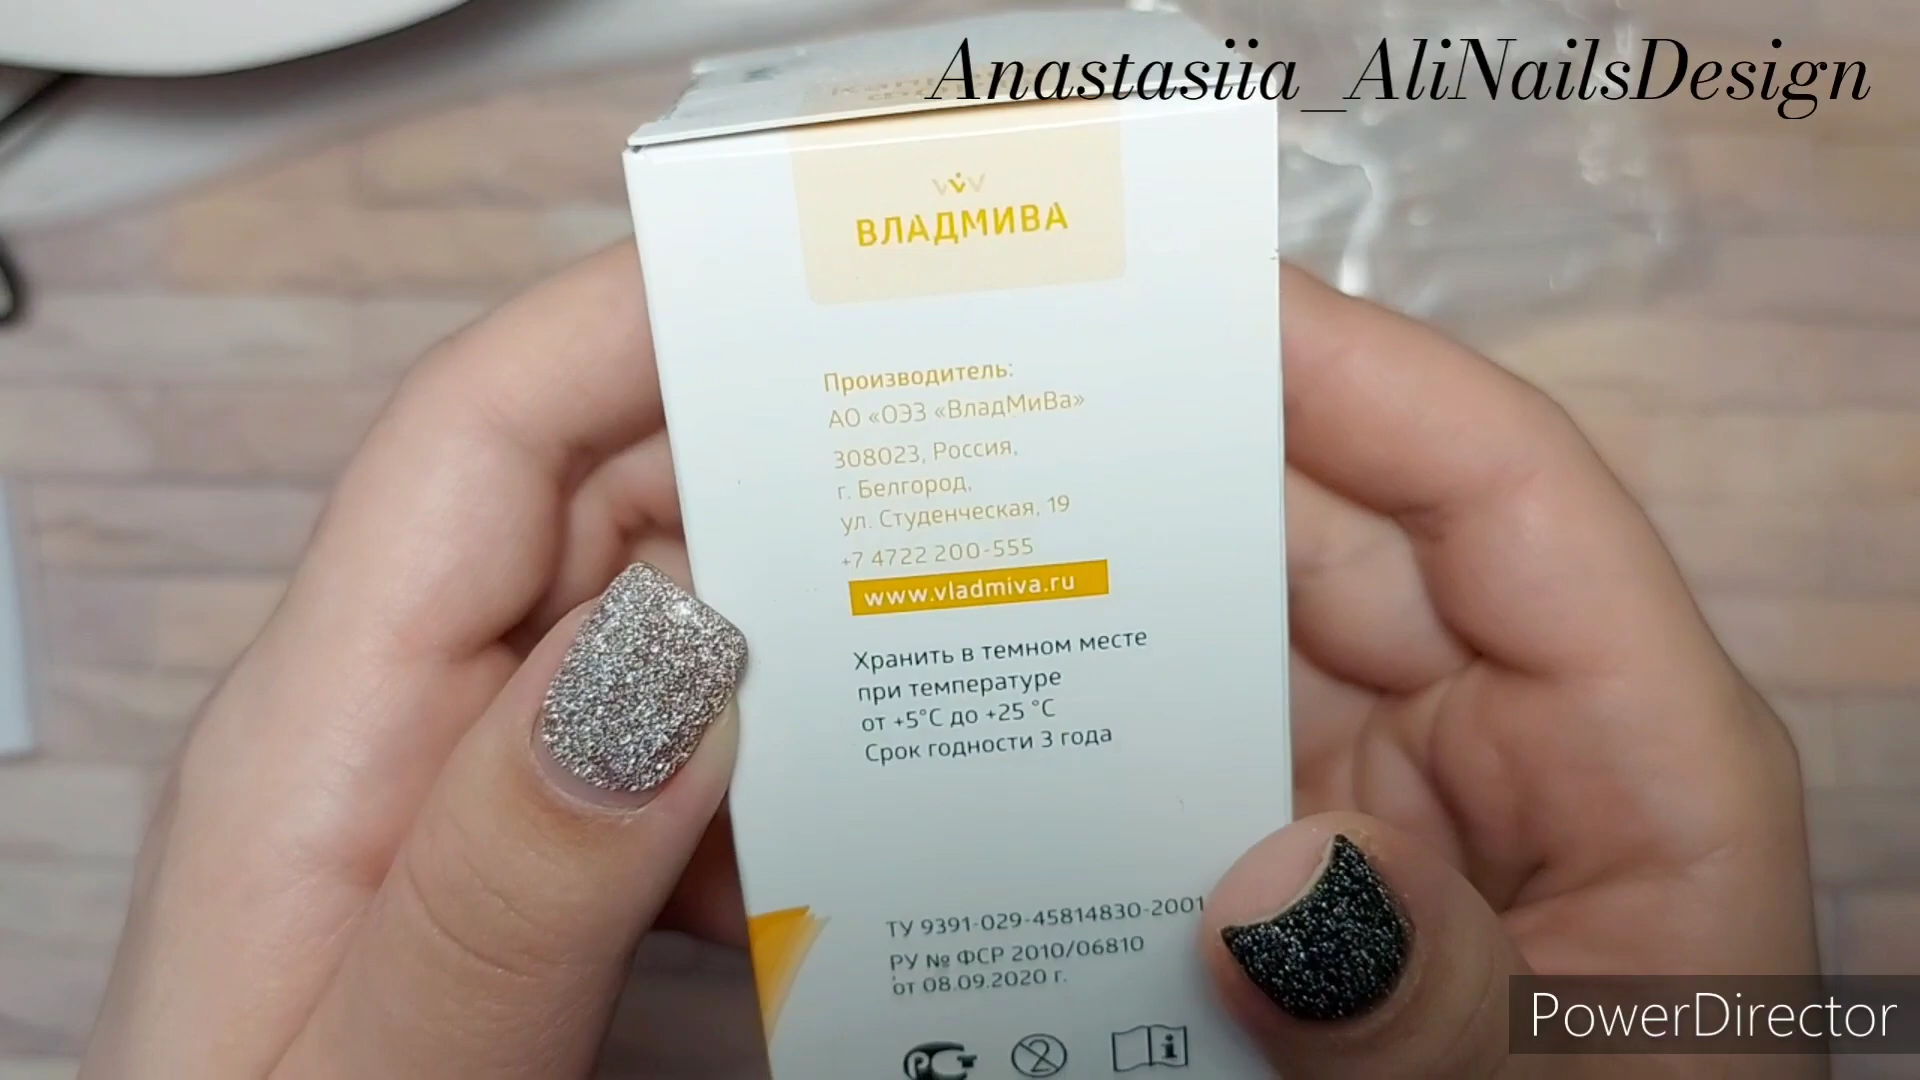 Anastasiia_AliNailsDesign
ВЛАДМИВА
Производитель:
АО «ОЭЗ «ВладМиВа»
308023, Россия,
г. Белгород,
ул. Студенческая, 19
+7 4722 200-555
www.vladmiva.ru
Хранить в темном месте
при температуре
от +5°C до +25 °C
Срок годности 3 года
ТУ 9391-029-45814830-2001
РУ № ФСР 2010/06810
от 08.09.2020 г.
PowerDirector